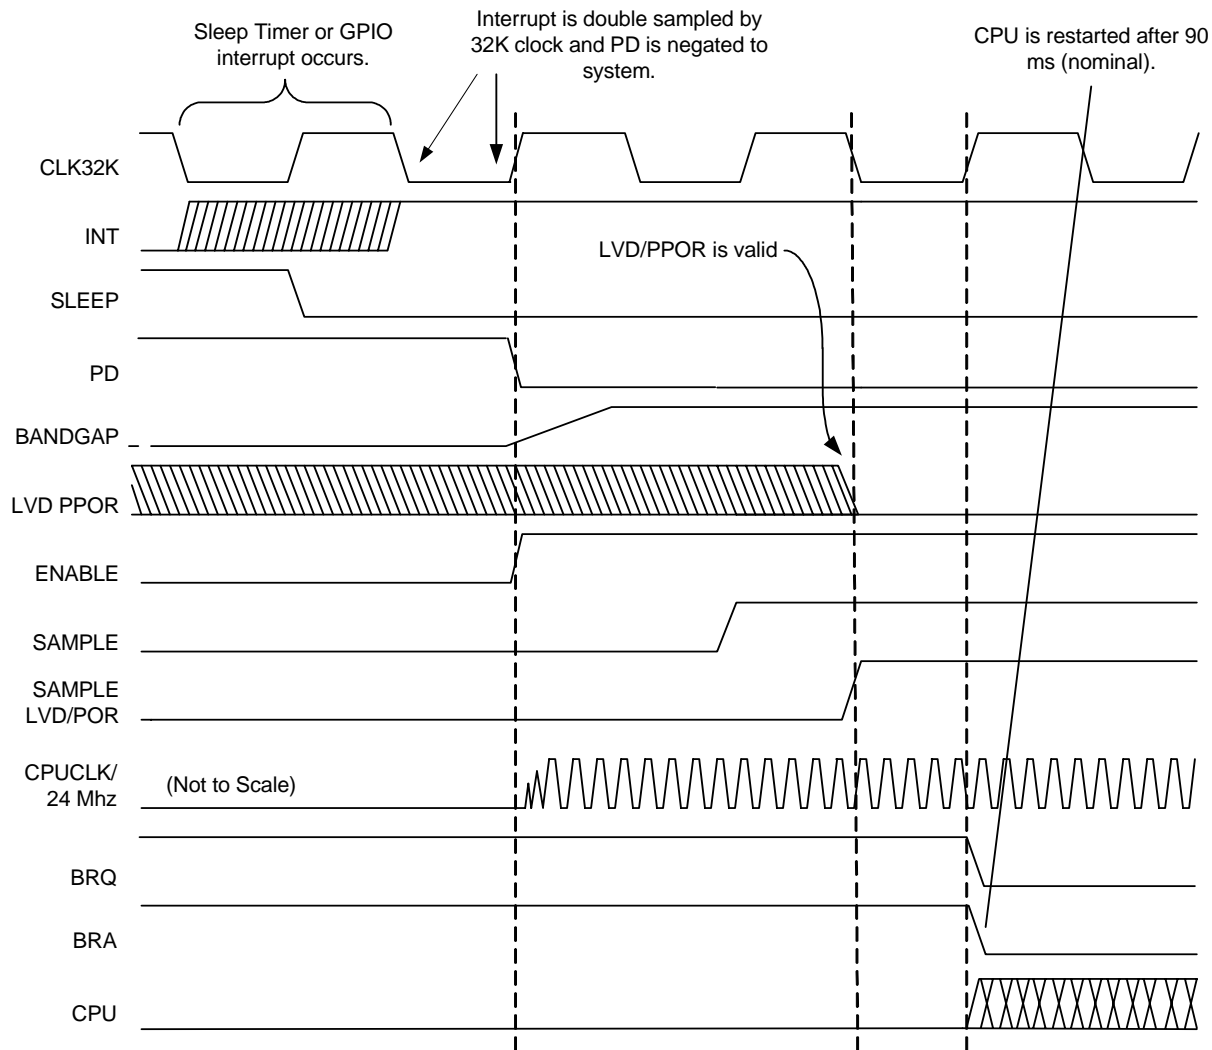 Sleep Timer or GPIO
interrupt occurs.
Interrupt is double sampled by
32K clock and PD is negated to
system.
CPU is restarted after 90
ms (nominal).
CLK32K
INT
LVD/PPOR is valid
SLEEP
PD
BANDGAP
LVD PPOR
ENABLE
SAMPLE
SAMPLE
LVD/POR
CPUCLK/
24 Mhz
(Not to Scale)
BRQ
BRA
CPU